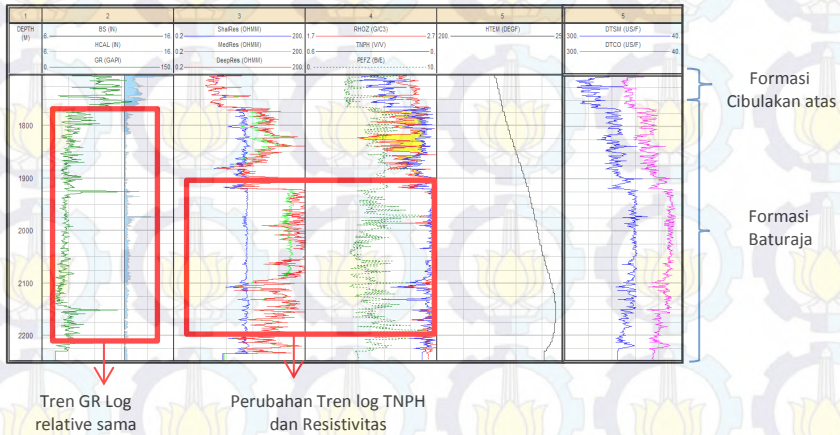 1 2 3 4 5 5
DEPTH (M) BS (IN) ShalRes (OHMM) RHOZ (G/C3) HTEM (DEGF) DTSM (US/F)
6. 16. 0.2 200. 1.7 2.7 200. 25 300. 40.
HCAL (IN) MedRes (OHMM) TNPH (V/V) DTCO (US/F)
6. 16. 0.2 200. 0.6 0. 300. 40.
GR (GAPI) DeepRes (OHMM) PEFZ (B/E)
0. 150. 0.2 200. 0. 10.
1800
1900
2000
2100
2200
Formasi
Cibulakan atas
Formasi
Baturaja
Tren GR Log
relative sama
Perubahan Tren log TNPH
dan Resistivitas